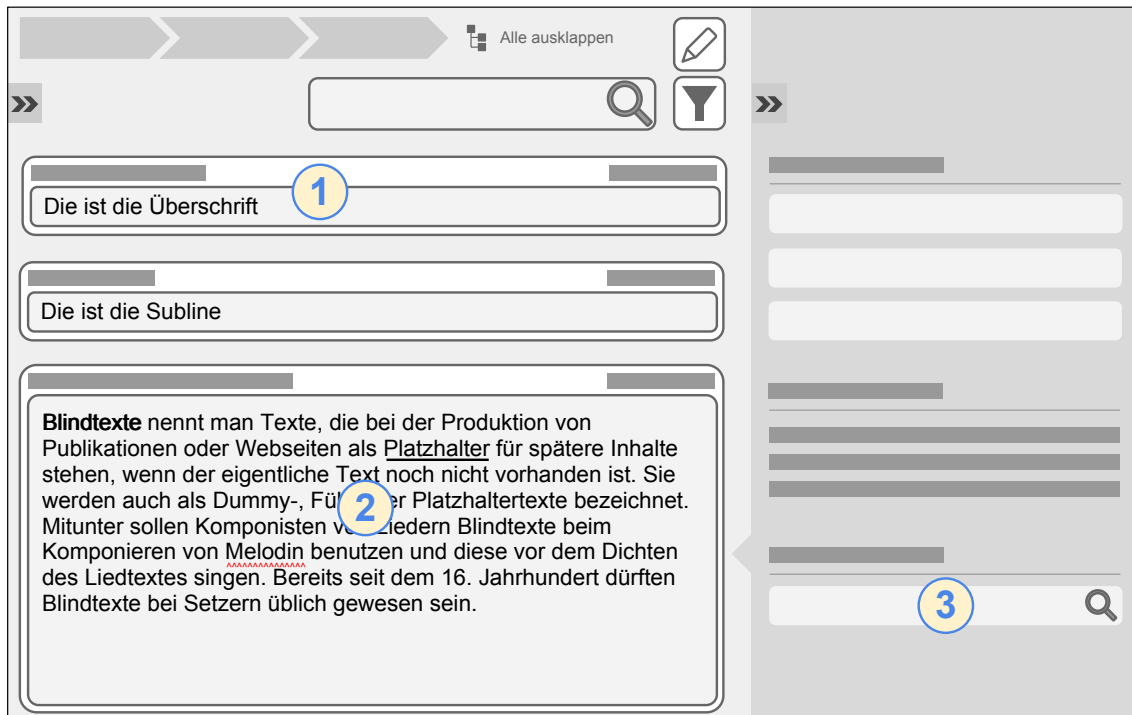 Alle ausklappen
Die ist die Überschrift
1
Die ist die Subline
Blindtexte nennt man Texte, die bei der Produktion von
Publikationen oder Webseiten als Platzhalter für spätere Inhalte
stehen, wenn der eigentliche Text noch nicht vorhanden ist. Sie
werden auch als Dummy-, er Platzhaltertexte bezeichnet.
2
Mitunter sollen Komponisten Liedern Blindtexte beim
Komponieren von Melodin benutzen und diese vor dem Dichten
des Liedtextes singen. Bereits seit dem 16. Jahrhundert dürften
Blindtexte bei Setzern üblich gewesen sein.
3